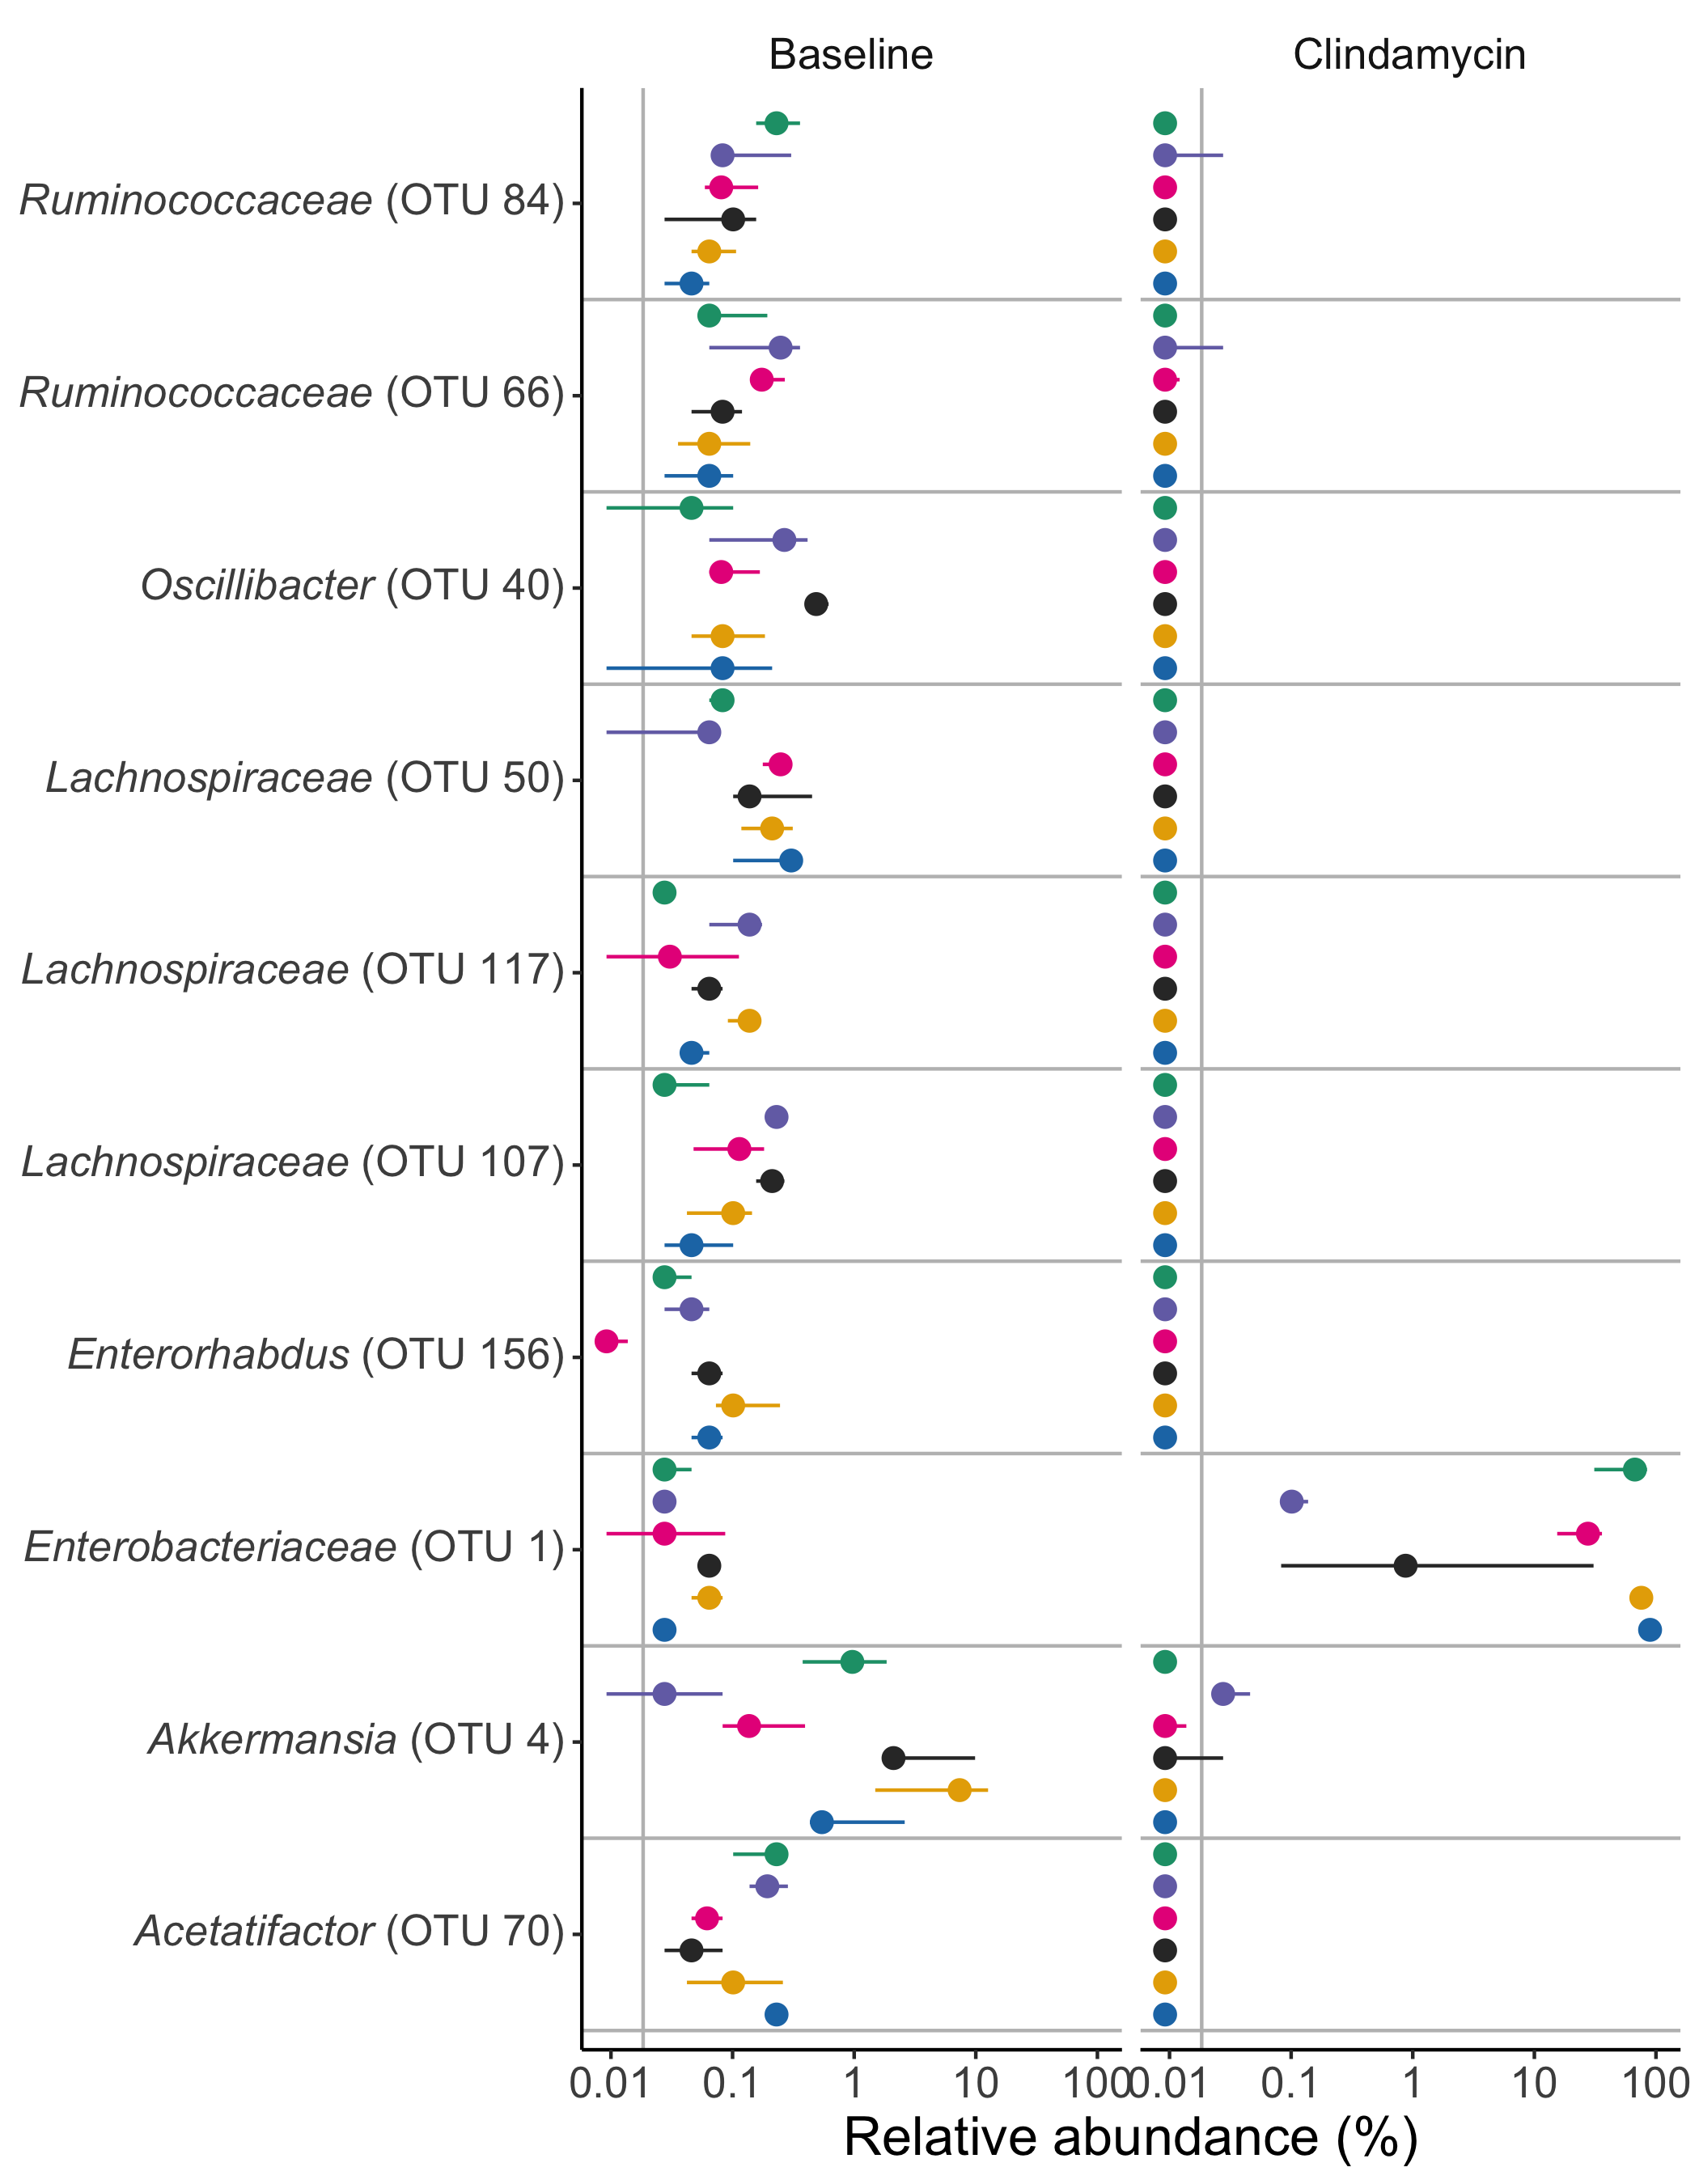 Baseline Clindamycin
Ruminococcaceae (OTU 84)
Ruminococcaceae (OTU 66)
Oscillibacter (OTU 40)
Lachnospiraceae (OTU 50)
Lachnospiraceae (OTU 117)
Lachnospiraceae (OTU 107)
Enterorhabdus (OTU 156)
Enterobacteriaceae (OTU 1)
Akkermansia (OTU 4)
Acetatifactor (OTU 70)
0.01 0.1 1 10 100 0.01 0.1 1 10 100
Relative abundance (%)